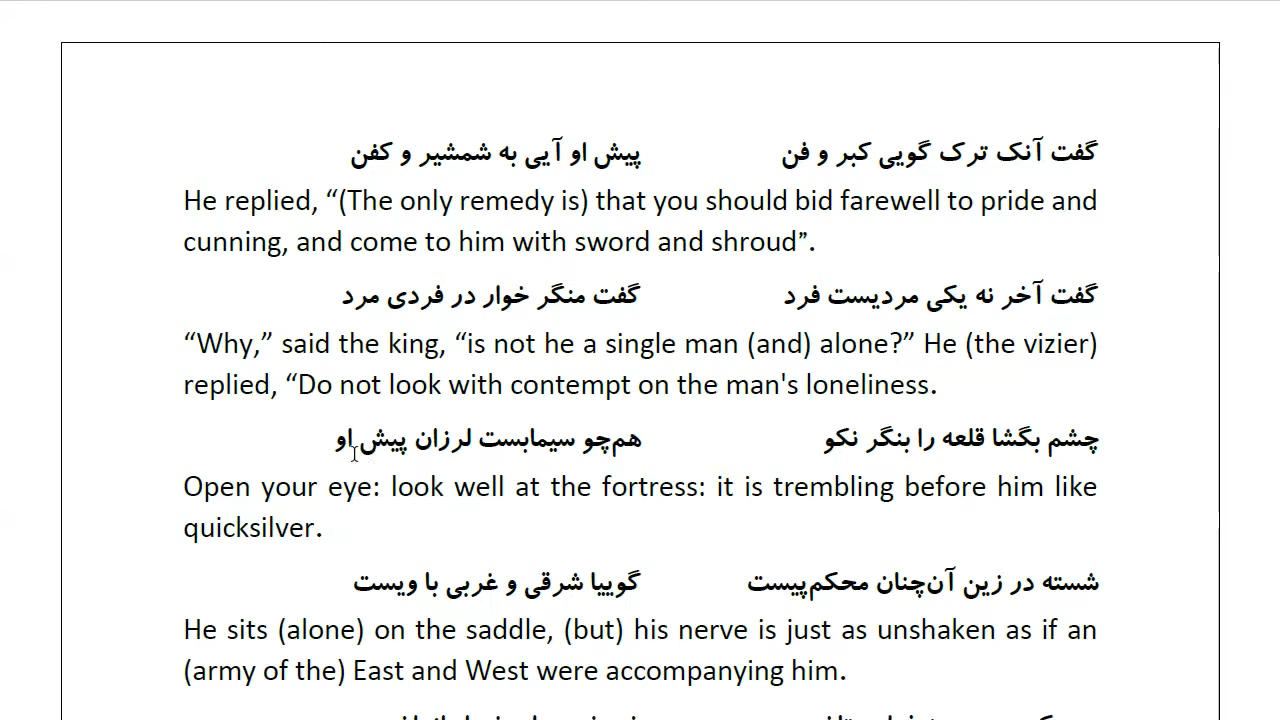 گفت آنک ترک گویی کبر و فن پیش او آیی به شمشیر و کفن
He replied, “(The only remedy is) that you should bid farewell to pride and
cunning, and come to him with sword and shroud”.
گفت آخر نه یکی مردیست فرد گفت منگر خوار در فردی مرد
“Why,” said the king, “is not he a single man (and) alone?” He (the vizier)
replied, “Do not look with contempt on the man's loneliness.
چشم بگشا قلعه را بنگر نکو هم‌چو سیمابست لرزان پیش او
Open your eye: look well at the fortress: it is trembling before him like
quicksilver.
شسته در زین آن‌چنان محکم‌پیست گوییا شرقی و غربی با ویست
He sits (alone) on the saddle, (but) his nerve is just as unshaken as if an
(army of the) East and West were accompanying him.